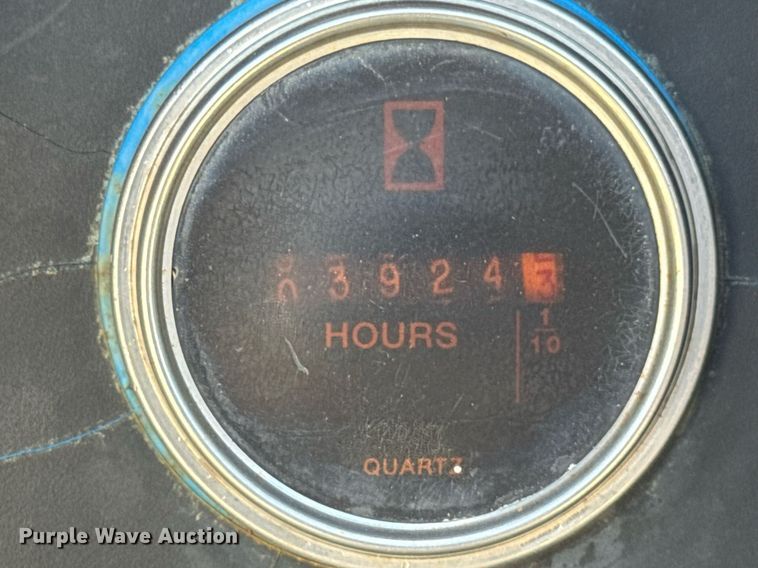 39243
HOURS
1
10
QUARTZ
Purple Wave Auction®